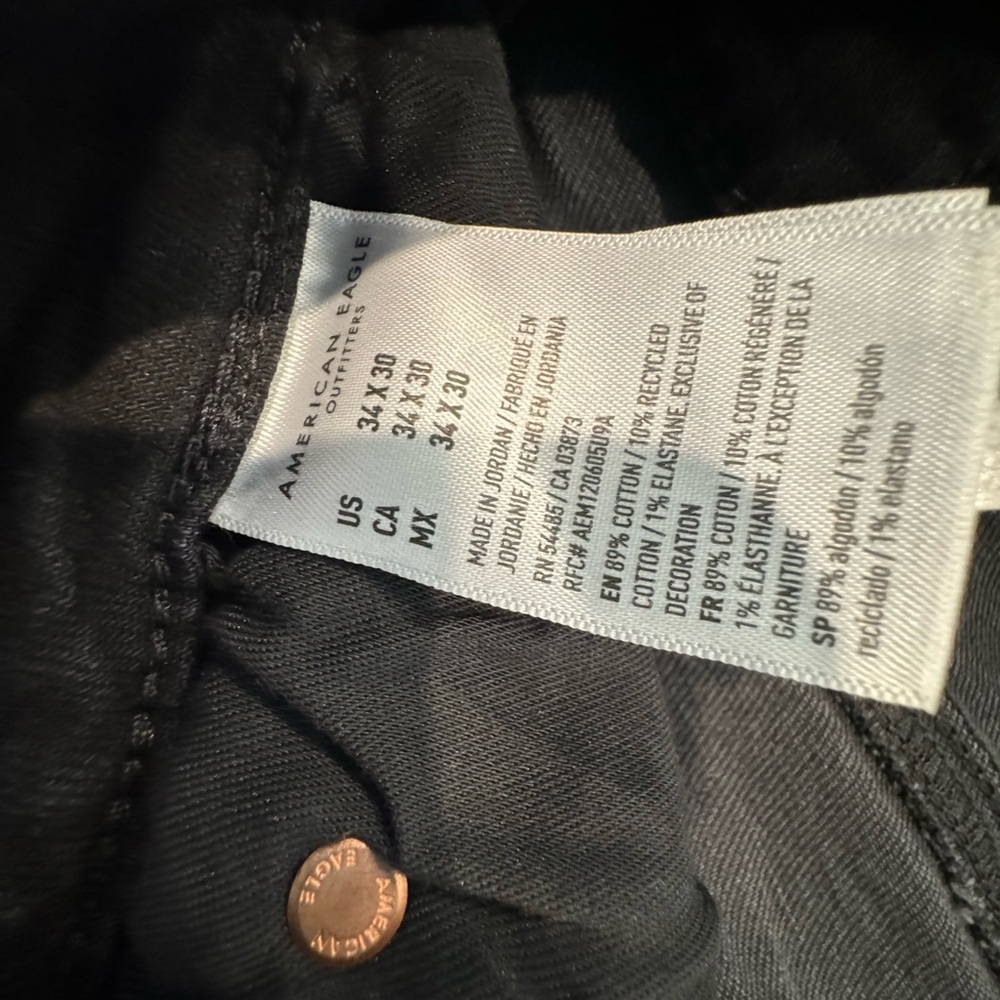 AMERICAN EAGLE
OUTFITTERS
US 34 X 30
CA 34 X 30
MX 34 X 30
MADE IN JORDAN / FABRIQUÉ EN
JORDANIE / HECHO EN JORDANIA
RN 54485 / CA 03873
RFC# AEM120605U9A
EN 89% COTTON / 10% RECYCLED
COTTON / 1% ELASTANE. EXCLUSIVE OF
DECORATION
FR 89% COTON / 10% COTON RÉGÉNÉRÉ /
1% ÉLASTHANNE. À L'EXCEPTION DE LA
GARNITURE
SP 89% algodón / 10% algodón
reciclado / 1% elastano
AMERICAN
EAGLE